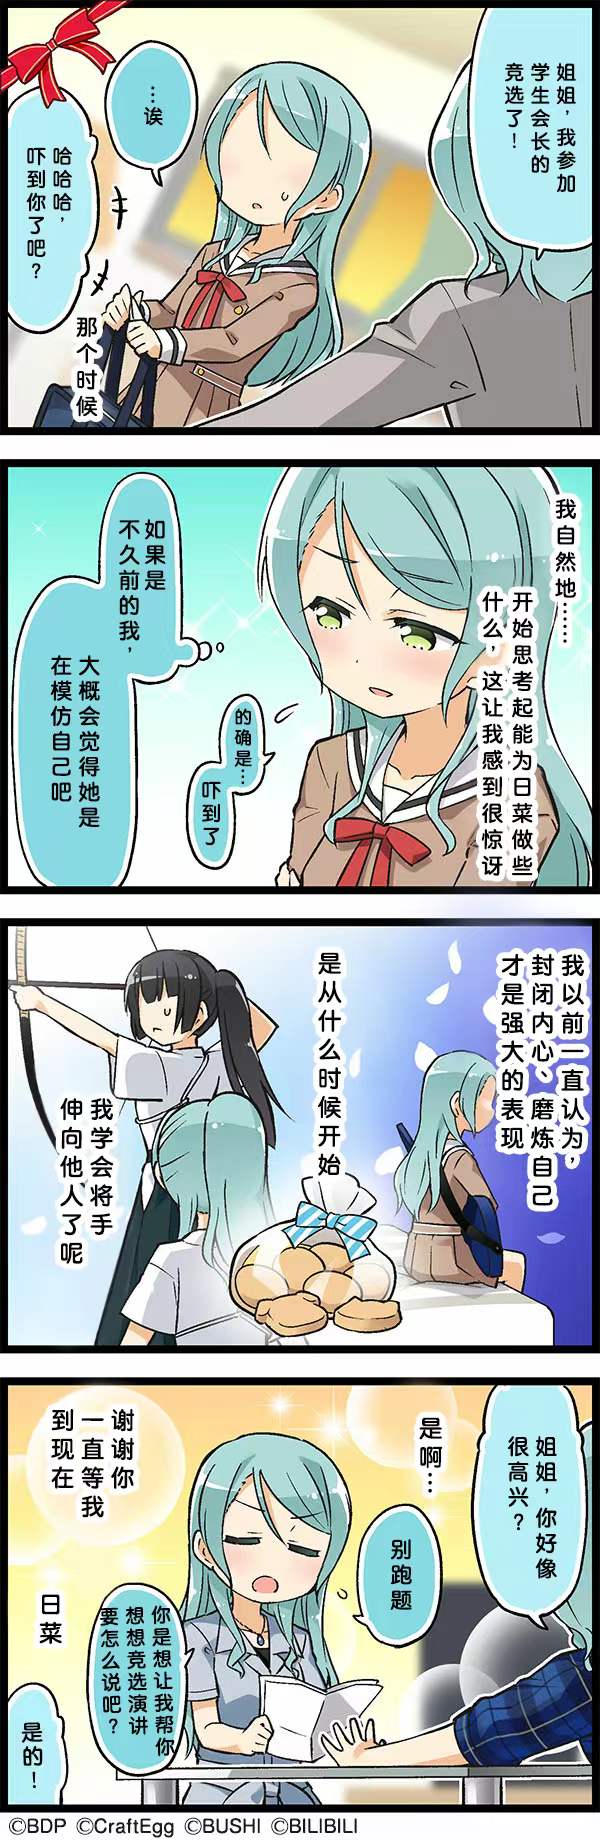 姐姐，我参加
学生会长的
竞选了！
…诶
哈哈哈，
吓到你了吧？
那个时候
我自然地……
开始思考起能为日菜做些
什么，这让我感到很惊讶
如果是
不久前的我，
大概会觉得她是
在模仿自己吧
的确是…
吓到了
我以前一直认为，
封闭内心、磨炼自己
才是强大的表现
是从什么时候开始
我学会将手
伸向他人了呢
姐姐，你好像
很高兴？
是啊…
别跑题
谢谢你
一直等我
到现在
日菜
你是想让我帮你
想想竞选演讲
要怎么说吧？
是的！
©BDP ©CraftEgg ©BUSHI ©BILIBILI